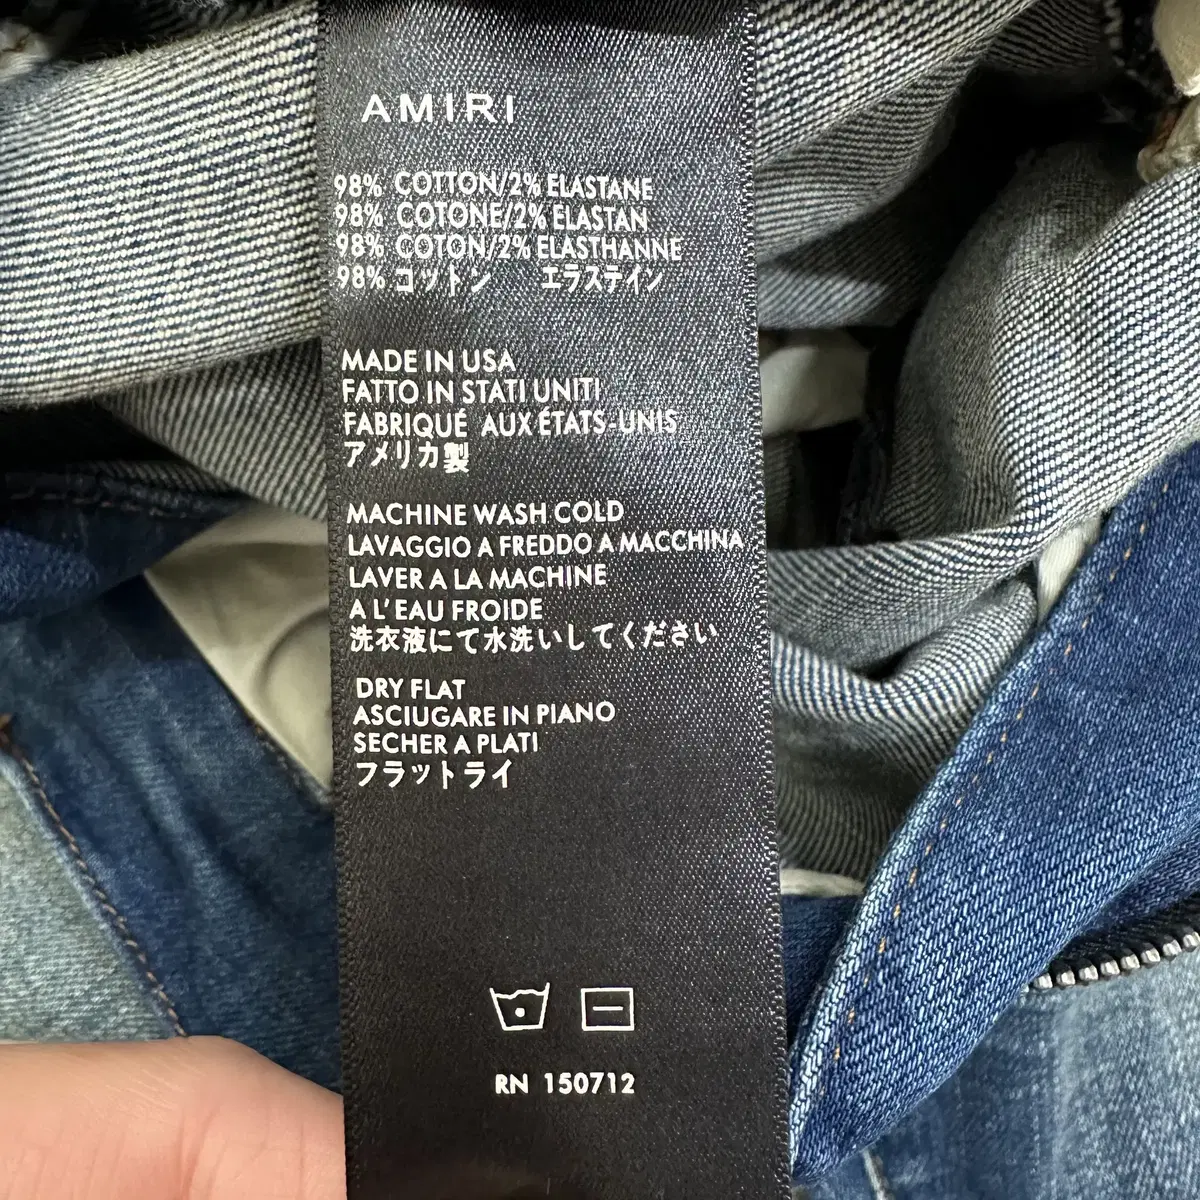 AMIRI
98% COTTON/2% ELASTANE
98% COTONE/2% ELASTAN
98% COTON/2% ELASTHANNE
98% コットン エラステイン
MADE IN USA
FATTO IN STATI UNITI
FABRIQUÉ AUX ÉTATS-UNIS
アメリカ製
MACHINE WASH COLD
LAVAGGIO A FREDDO A MACCHINA
LAVER A LA MACHINE
A L'EAU FROIDE
洗衣液にて水洗いしてください
DRY FLAT
ASCIUGARE IN PIANO
SECHER A PLATI
フラットライ
RN 150712